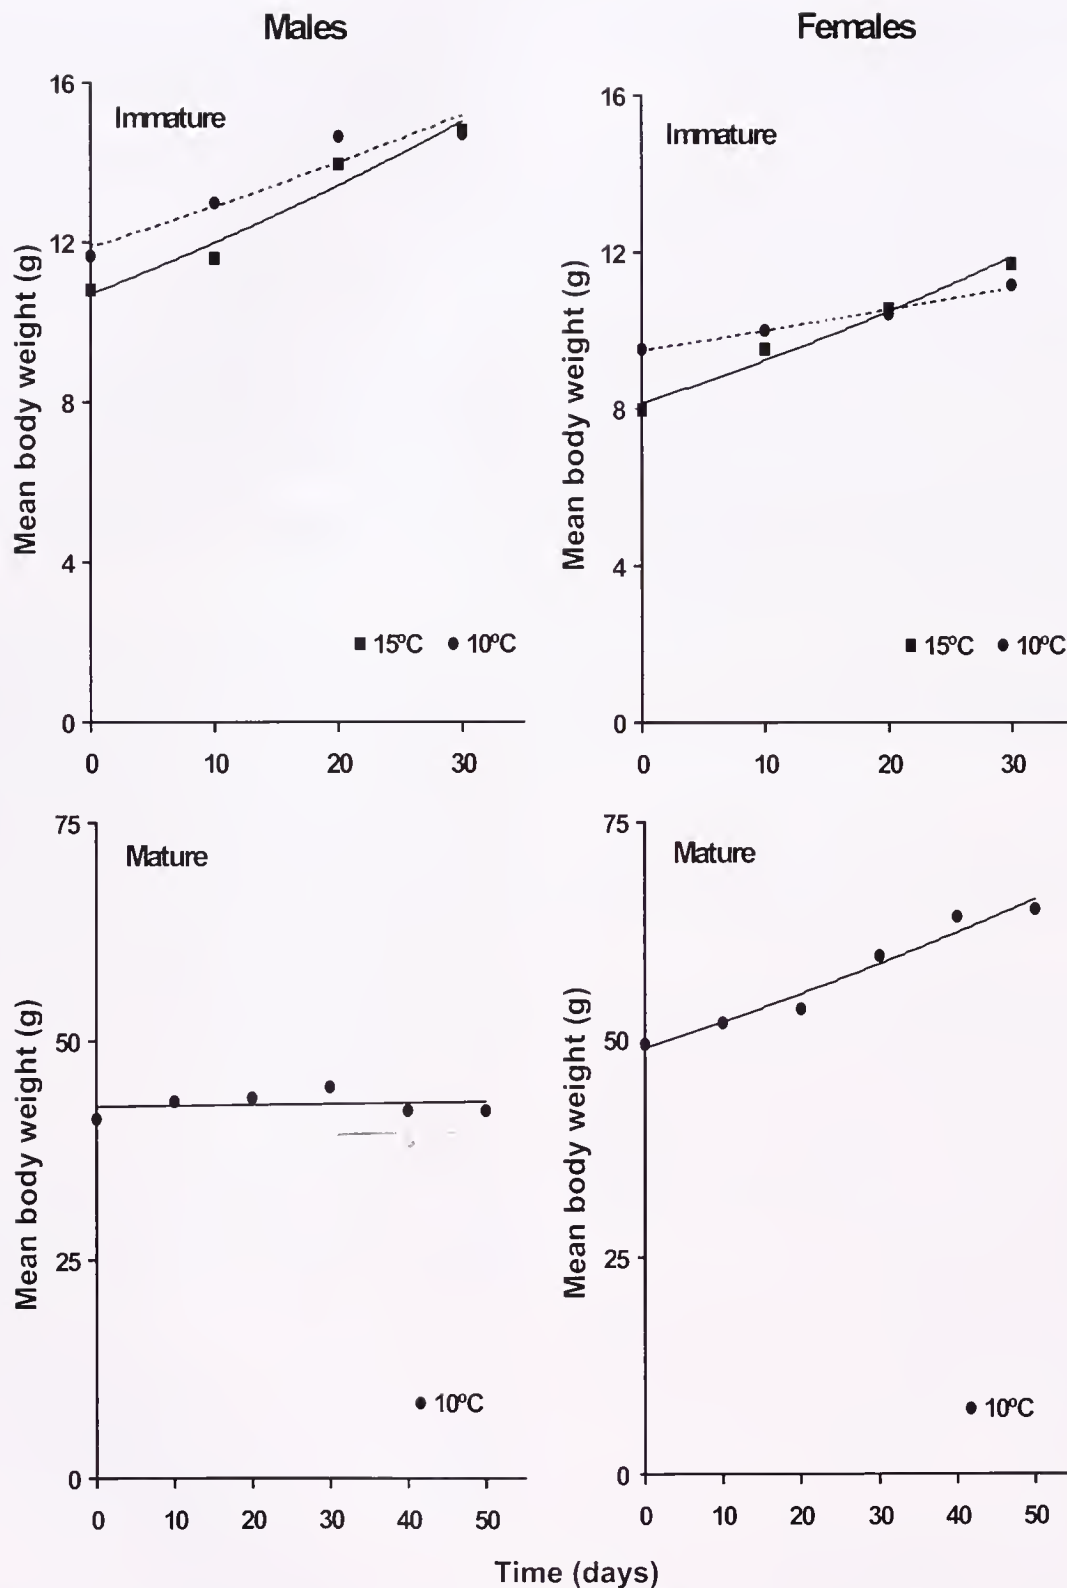 Males
Females
16
12
8
4
0
Mean body weight (g)
Immature
■ 15ºC ● 10ºC
0 10 20 30
16
12
8
4
0
Mean body weight (g)
Immature
■ 15ºC ● 10ºC
0 10 20 30
75
50
25
0
Mean body weight (g)
Mature
● 10ºC
0 10 20 30 40 50
75
50
25
0
Mean body weight (g)
Mature
● 10ºC
0 10 20 30 40 50
Time (days)